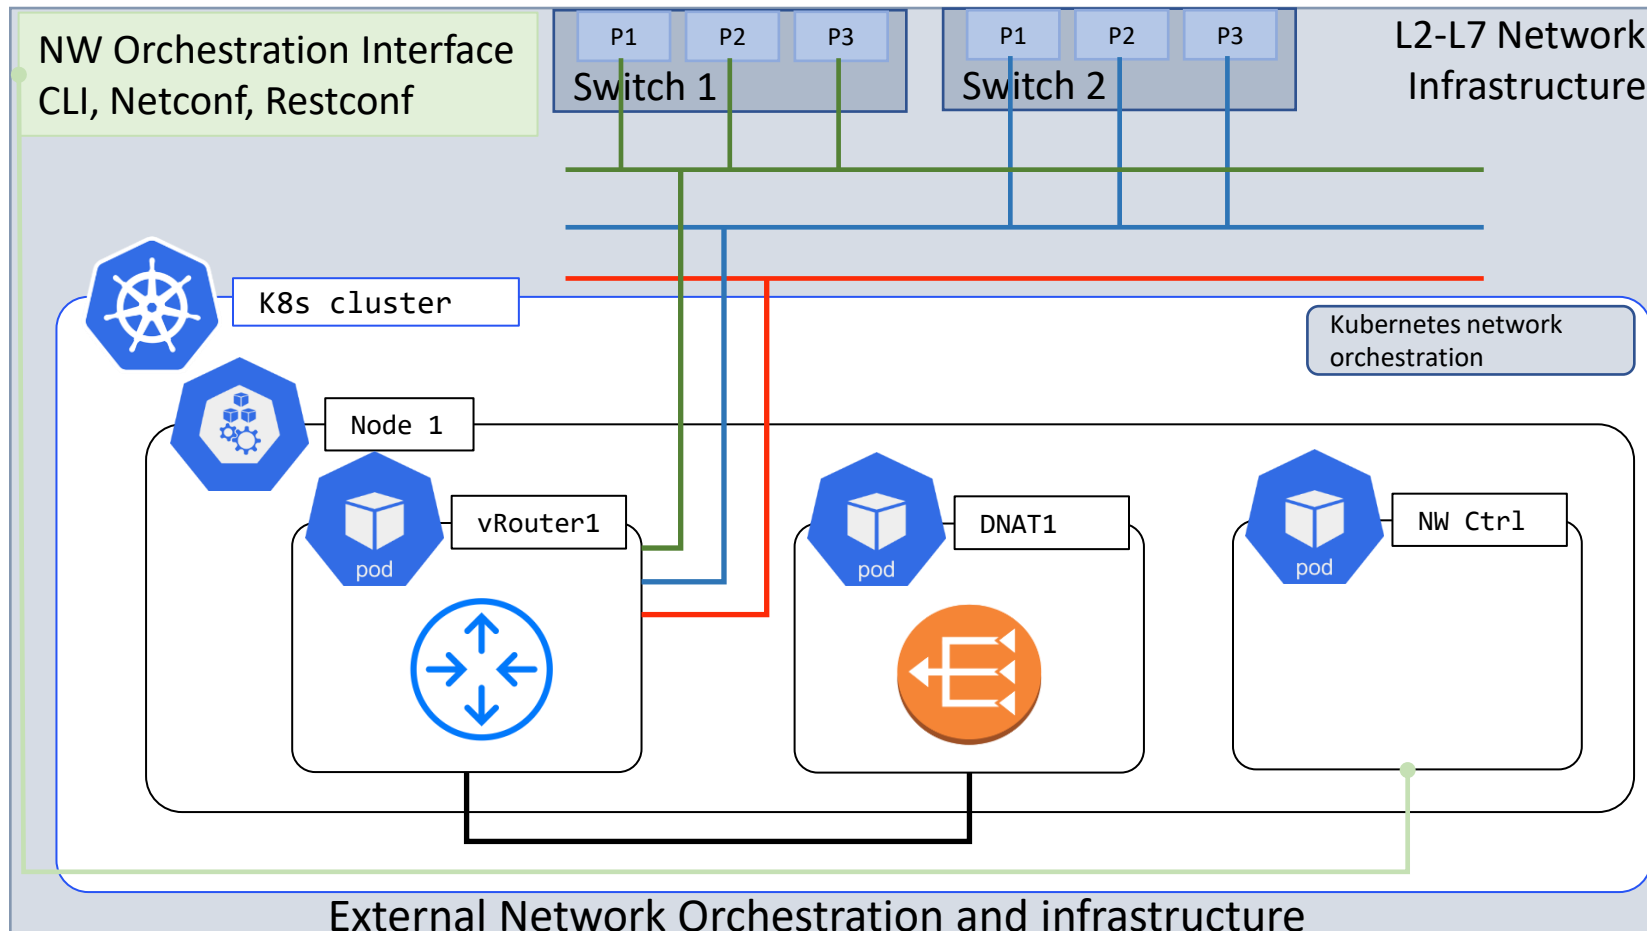 NW Orchestration Interface
CLI, Netconf, Restconf
P1
P2
P3
Switch 1
P1
P2
P3
Switch 2
L2-L7 Network
Infrastructure
K8s cluster
Kubernetes network
orchestration
Node 1
pod
vRouter1
pod
DNAT1
pod
NW Ctrl
External Network Orchestration and infrastructure